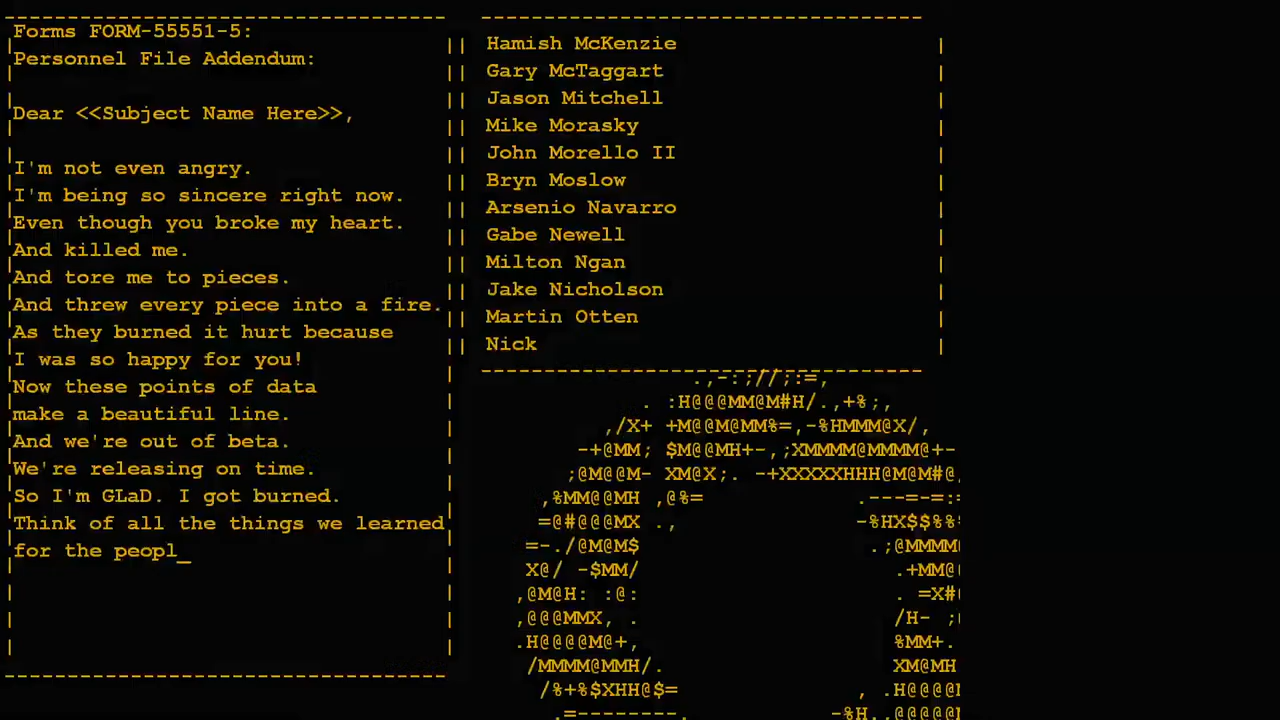 Forms FORM-55551-5:
Personnel File Addendum:
Dear <<Subject Name Here>>,
I'm not even angry.
I'm being so sincere right now.
Even though you broke my heart.
And killed me.
And tore me to pieces.
And threw every piece into a fire.
As they burned it hurt because
I was so happy for you!
Now these points of data
make a beautiful line.
And we're out of beta.
We're releasing on time.
So I'm GLaD. I got burned.
Think of all the things we learned
for the peopl_
Hamish McKenzie
Gary McTaggart
Jason Mitchell
Mike Morasky
John Morello II
Bryn Moslow
Arsenio Navarro
Gabe Newell
Milton Ngan
Jake Nicholson
Martin Otten
Nick